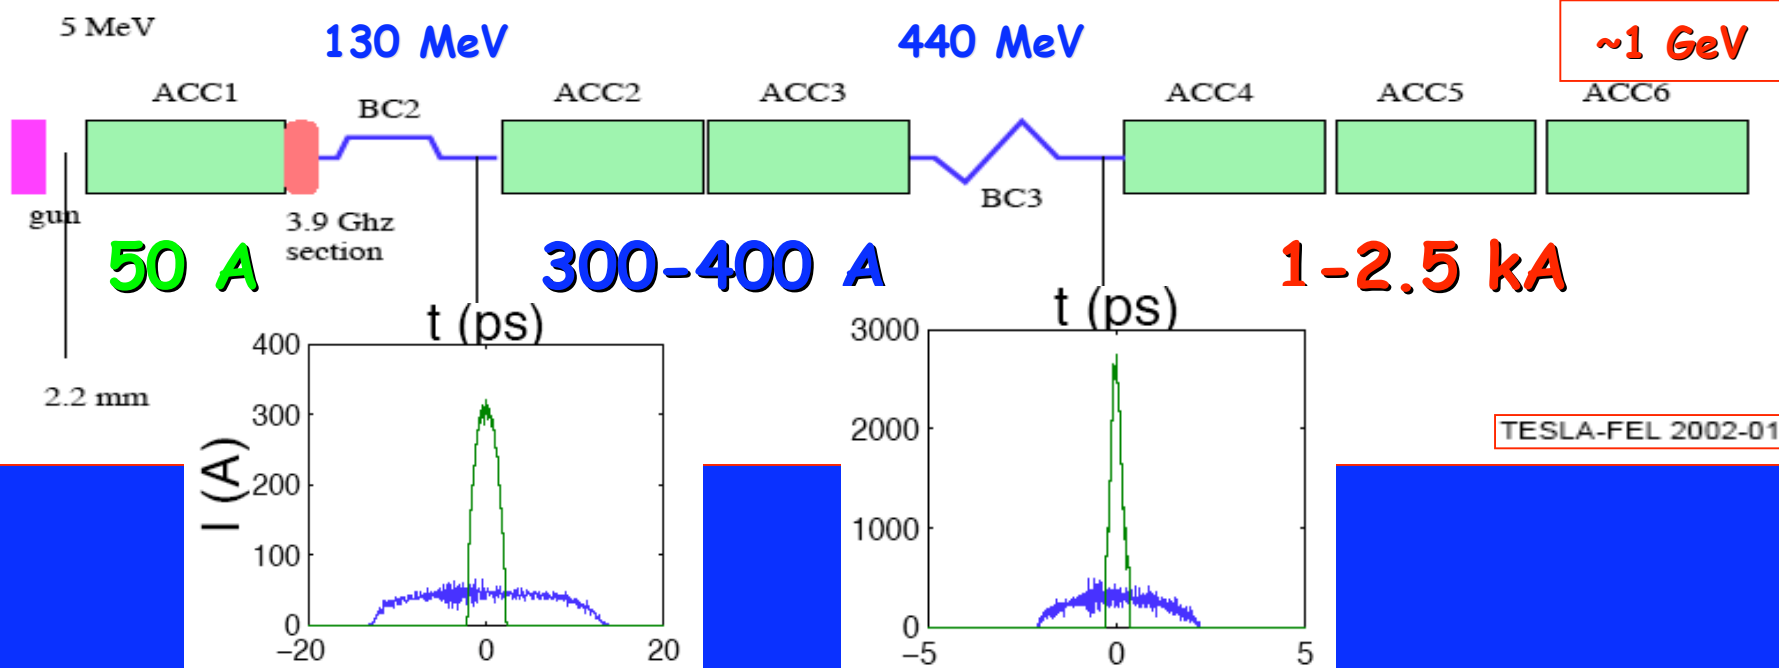 5 MeV
130 MeV
440 MeV
~1 GeV
ACC1
BC2
ACC2
ACC3
ACC4
ACC5
ACC6
gun
3.9 Ghz
section
BC3
50 A
300-400 A
1-2.5 kA
2.2 mm
t (ps)
I (A)
400
300
200
100
0
−20
0
20
t (ps)
3000
2000
1000
0
−5
0
5
TESLA-FEL 2002-01